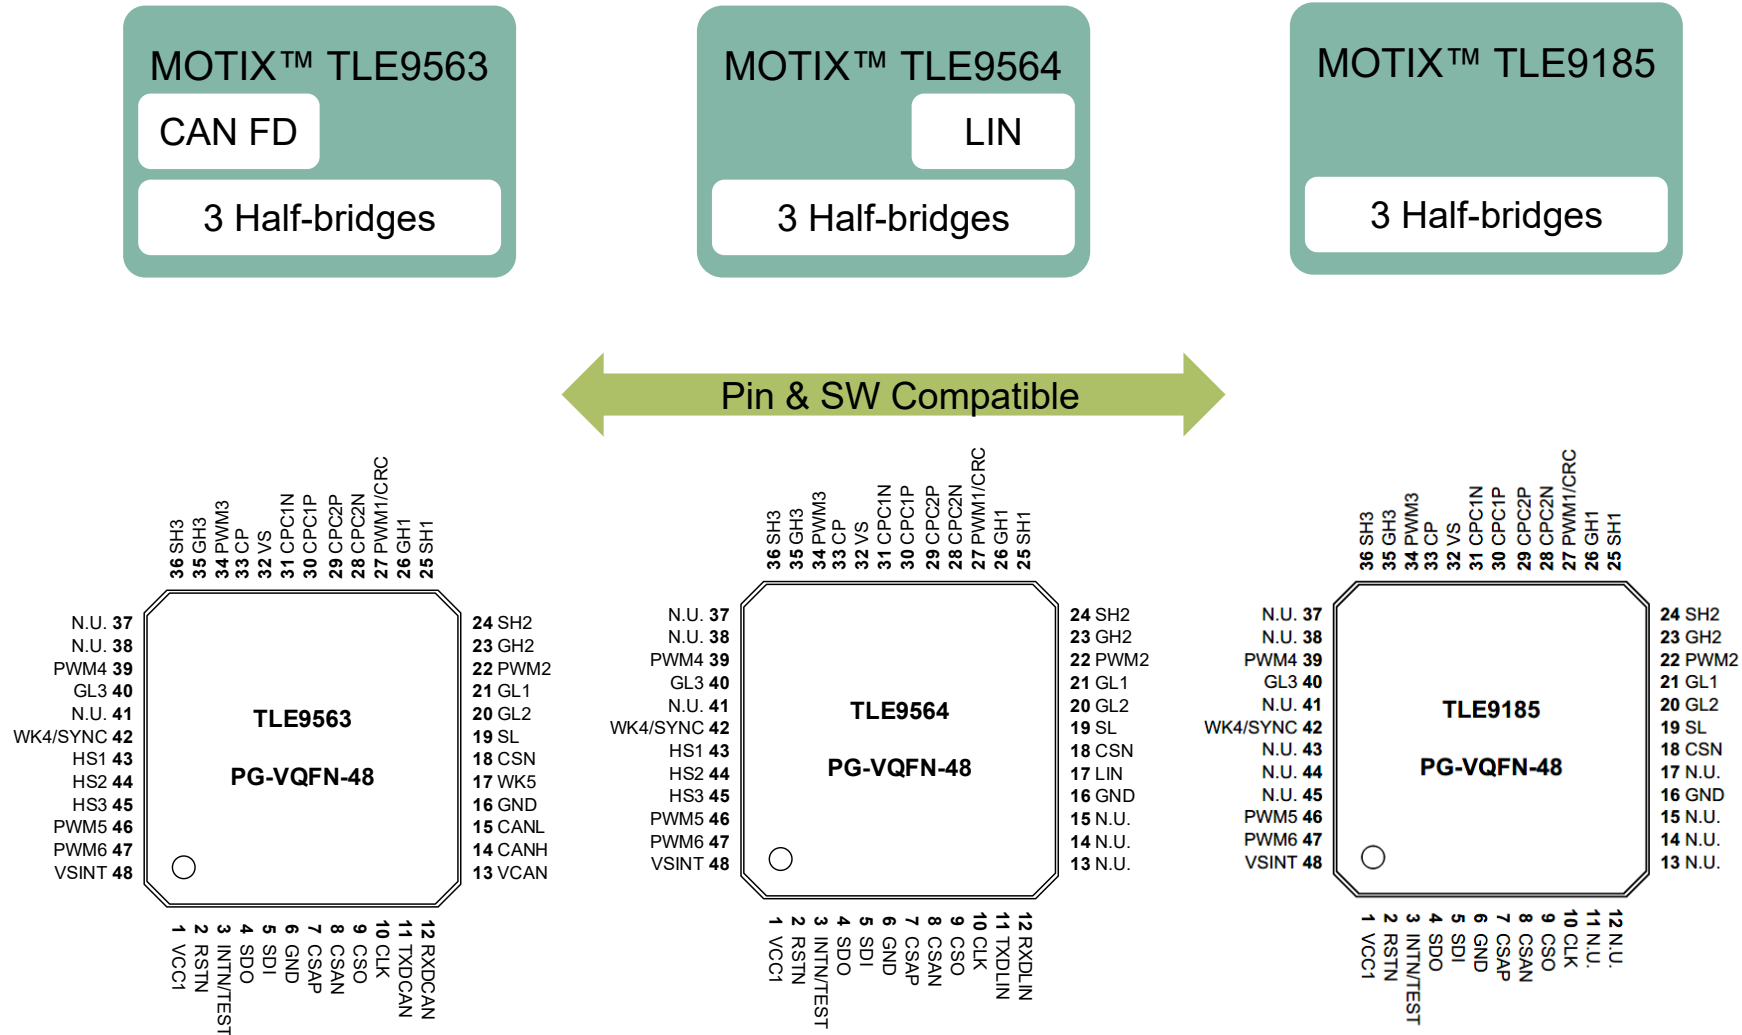 MOTIX™ TLE9563
CAN FD
3 Half-bridges
MOTIX™ TLE9564
LIN
3 Half-bridges
MOTIX™ TLE9185
3 Half-bridges
Pin & SW Compatible
36 SH3
35 GH3
34 PWM3
33 CP
32 VS
31 CPC1N
30 CPC1P
29 CPC2P
28 CPC2N
27 PWM1/CRC
26 GH1
25 SH1
N.U. 37
N.U. 38
PWM4 39
GL3 40
N.U. 41
WK4/SYNC 42
HS1 43
HS2 44
HS3 45
PWM5 46
PWM6 47
VSINT 48
TLE9563
PG-VQFN-48
24 SH2
23 GH2
22 PWM2
21 GL1
20 GL2
19 SL
18 CSN
17 WK5
16 GND
15 CANL
14 CANH
13 VCAN
1 VCC1
2 RSTN
3 INTN/TEST
4 SDO
5 SDI
6 GND
7 CSAP
8 CSAN
9 CSO
10 CLK
11 TXDCAN
12 RXDCAN
36 SH3
35 GH3
34 PWM3
33 CP
32 VS
31 CPC1N
30 CPC1P
29 CPC2P
28 CPC2N
27 PWM1/CRC
26 GH1
25 SH1
N.U. 37
N.U. 38
PWM4 39
GL3 40
N.U. 41
WK4/SYNC 42
HS1 43
HS2 44
HS3 45
PWM5 46
PWM6 47
VSINT 48
TLE9564
PG-VQFN-48
24 SH2
23 GH2
22 PWM2
21 GL1
20 GL2
19 SL
18 CSN
17 LIN
16 GND
15 N.U.
14 N.U.
13 N.U.
1 VCC1
2 RSTN
3 INTN/TEST
4 SDO
5 SDI
6 GND
7 CSAP
8 CSAN
9 CSO
10 CLK
11 TXDLIN
12 RXDLIN
36 SH3
35 GH3
34 PWM3
33 CP
32 VS
31 CPC1N
30 CPC1P
29 CPC2P
28 CPC2N
27 PWM1/CRC
26 GH1
25 SH1
N.U. 37
N.U. 38
PWM4 39
GL3 40
N.U. 41
WK4/SYNC 42
N.U. 43
N.U. 44
N.U. 45
PWM5 46
PWM6 47
VSINT 48
TLE9185
PG-VQFN-48
24 SH2
23 GH2
22 PWM2
21 GL1
20 GL2
19 SL
18 CSN
17 N.U.
16 GND
15 N.U.
14 N.U.
13 N.U.
1 VCC1
2 RSTN
3 INTN/TEST
4 SDO
5 SDI
6 GND
7 CSAP
8 CSAN
9 CSO
10 CLK
11 N.U.
12 N.U.